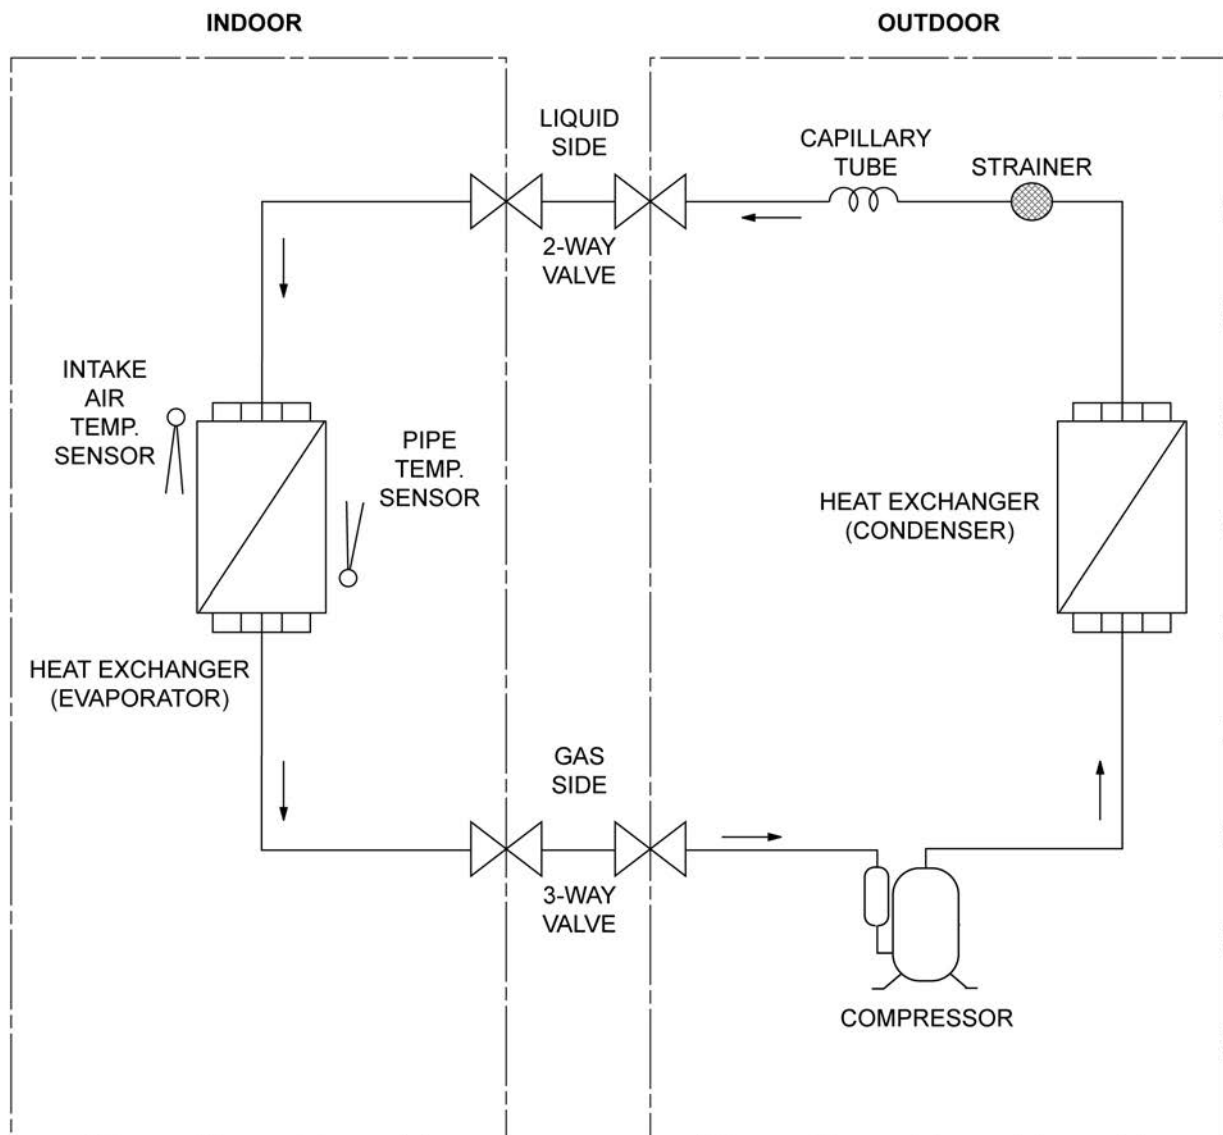 INDOOR
OUTDOOR
LIQUID
SIDE
CAPILLARY
TUBE
STRAINER
2-WAY
VALVE
INTAKE
AIR
TEMP.
SENSOR
PIPE
TEMP.
SENSOR
HEAT EXCHANGER
(CONDENSER)
HEAT EXCHANGER
(EVAPORATOR)
GAS
SIDE
3-WAY
VALVE
COMPRESSOR